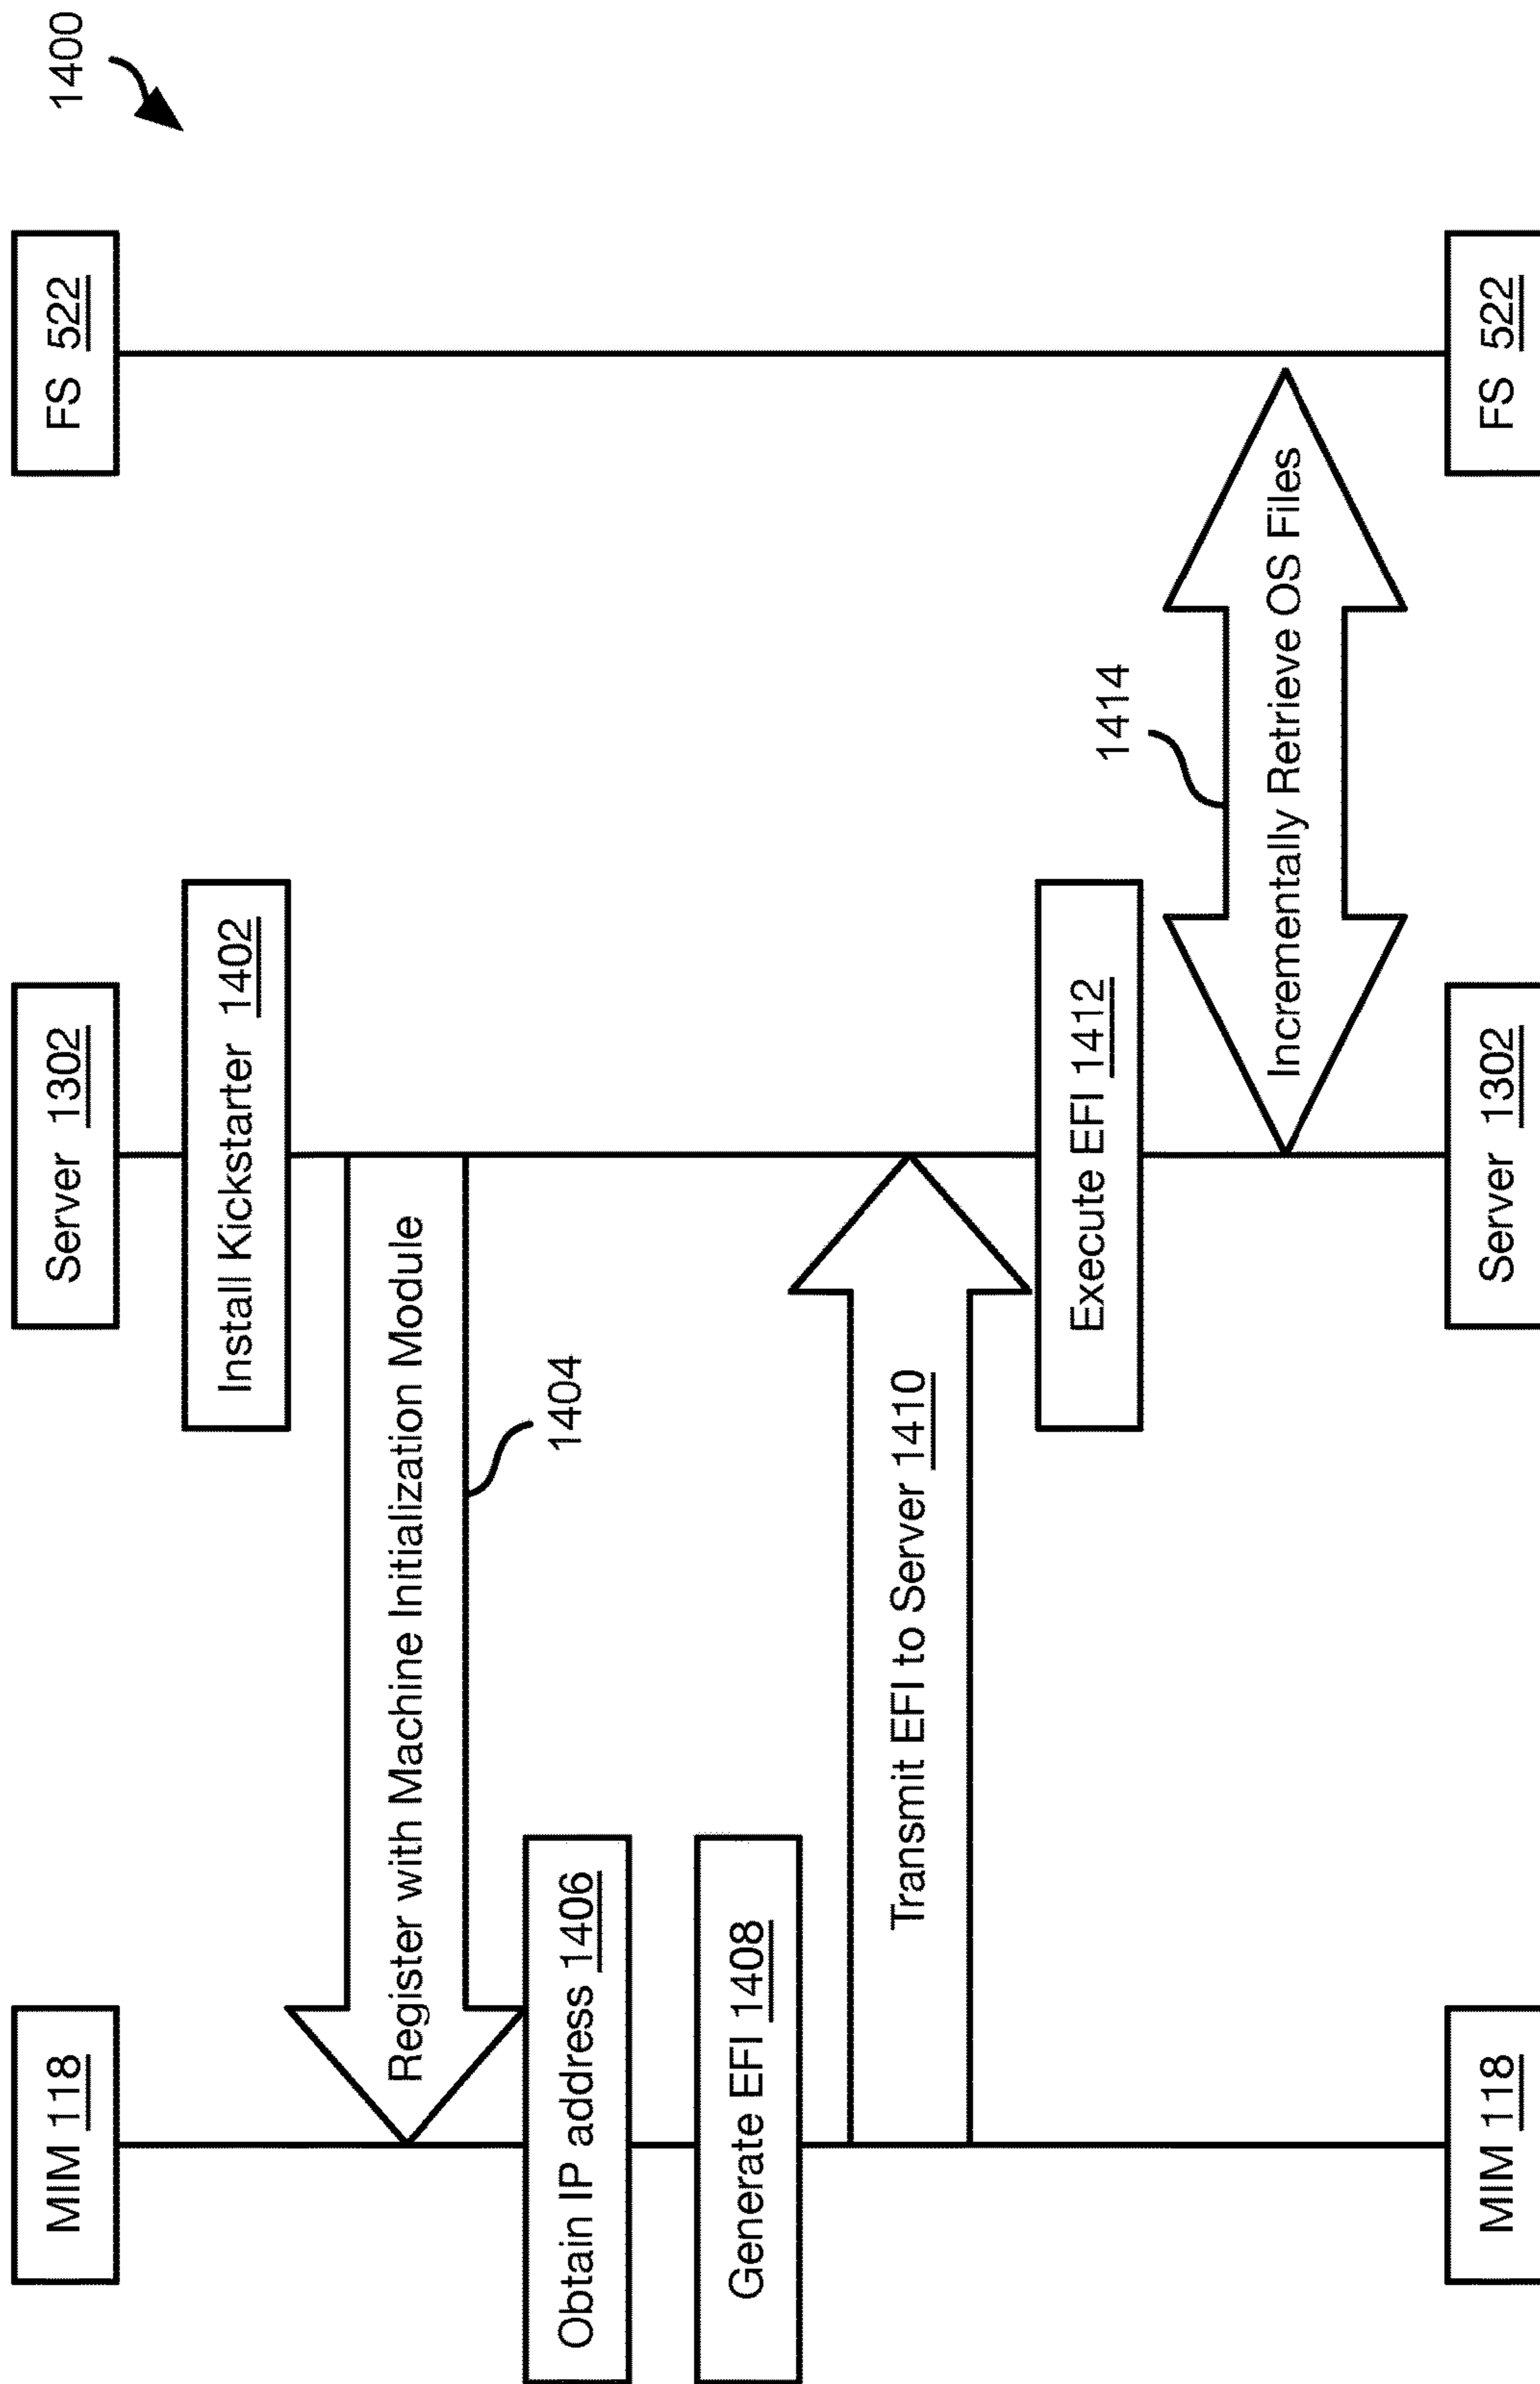 1400
MIM 118
Server 1302
FS 522
Install Kickstarter 1402
Register with Machine Initialization Module
1404
Obtain IP address 1406
Generate EFI 1408
Transmit EFI to Server 1410
Execute EFI 1412
1414
Incrementally Retrieve OS Files
MIM 118
Server 1302
FS 522